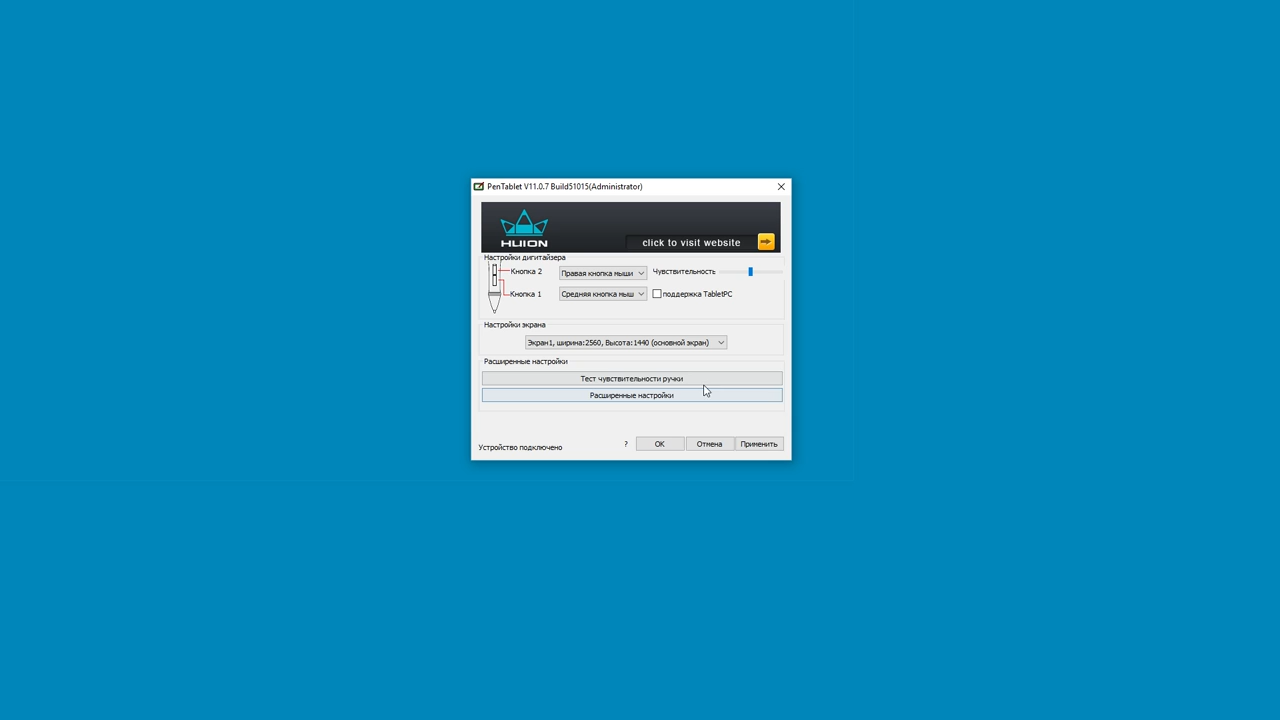 PenTablet V11.0.7 Build51015(Administrator)
HUION
click to visit website
Настройки дигитайзера
Кнопка 2
Правая кнопка мыши
Чувствительность
Кнопка 1
Средняя кнопка мыш
поддержка TabletPC
Настройки экрана
Экран1, ширина:2560, Высота:1440 (основной экран)
Расширенные настройки
Тест чувствительности ручки
Расширенные настройки
Устройство подключено
?
OK
Отмена
Применить